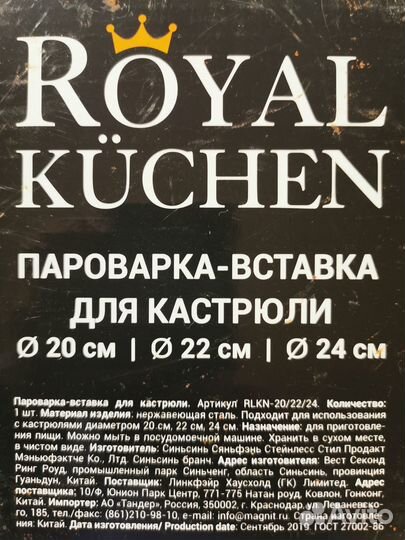 ROYAL
KÜCHEN
ПАРОВАРКА-ВСТАВКА
ДЛЯ КАСТРЮЛИ
Ø 20 см | Ø 22 см | Ø 24 см
Пароварка-вставка для кастрюли. Артикул RLKN-20/22/24. Количество:
1 шт. Материал изделия: нержавеющая сталь. Подходит для использования
с кастрюлями диаметром 20 см, 22 см, 24 см. Назначение: для приготовле-
ния пищи. Можно мыть в посудомоечной машине. Хранить в сухом месте,
в чистом виде. Изготовитель: Синьсинь Сяньфэнь Стейнлесс Стил Продакт
Мэньюфэктже Ко., Лтд. Синьсинь бранч. Адрес изготовителя: Вест Секонд
Ринг Роуд, промышленный парк Синьченг, область Синьсинь, провинция
Гуаньдун, Китай. Поставщик: Линкфэйр Хаусхолд (ГК) Лимитед. Адрес
поставщика: 10/Ф, Юнион Парк Центр, 771-775 Натан роуд, Ковлон, Гонконг,
Китай. Импортер: АО «Тандер», Россия, 350002, г. Краснодар, ул. Леваневско-
го, 185, тел./факс: (861)210-98-10, e-mail: info@magnit.ru. Страна изготовле-
ния: Китай. Дата изготовления/ Production date: Сентябрь 2019 ГОСТ 27002-86